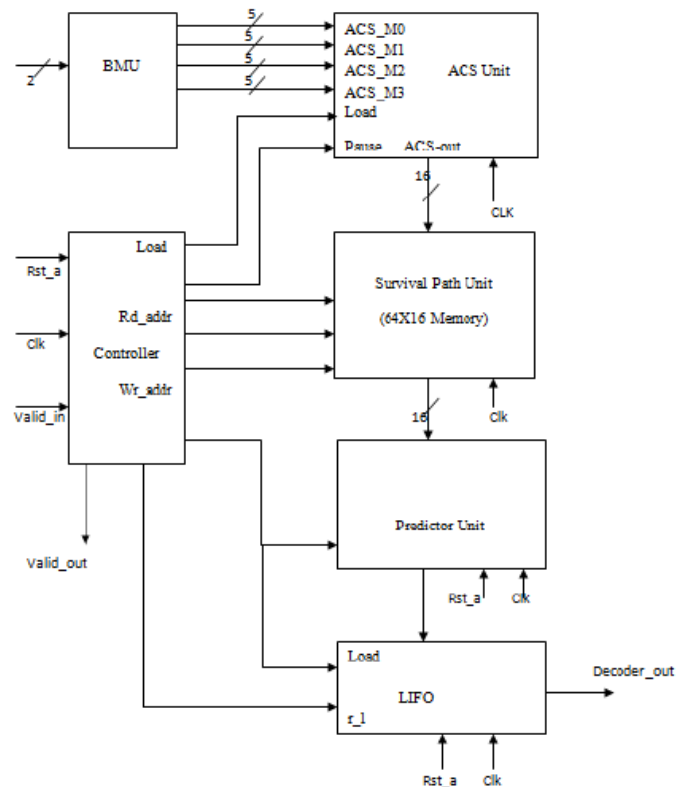 5
5
5
5
2
BMU
ACS_M0
ACS_M1
ACS_M2
ACS_M3
ACS Unit
Load
Pause ACS-out
16
CLK
Load
Rst_a
Rd_addr
Clk
Controller
Wr_addr
Valid_in
Valid_out
Survival Path Unit
(64X16 Memory)
16
Clk
Predictor Unit
Rst_a
Clk
Load
LIFO
r_l
Decoder_out
Rst_a
Clk